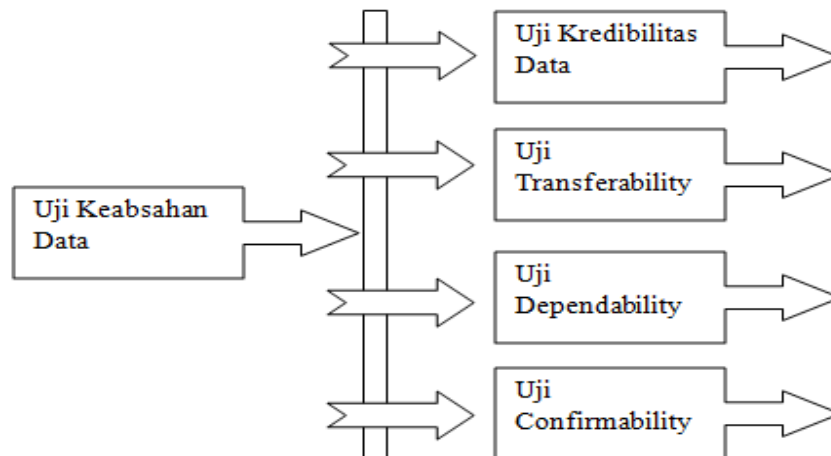 Uji Keabsahan
Data
Uji Kredibilitas
Data
Uji
Transferability
Uji
Dependability
Uji
Confirmability